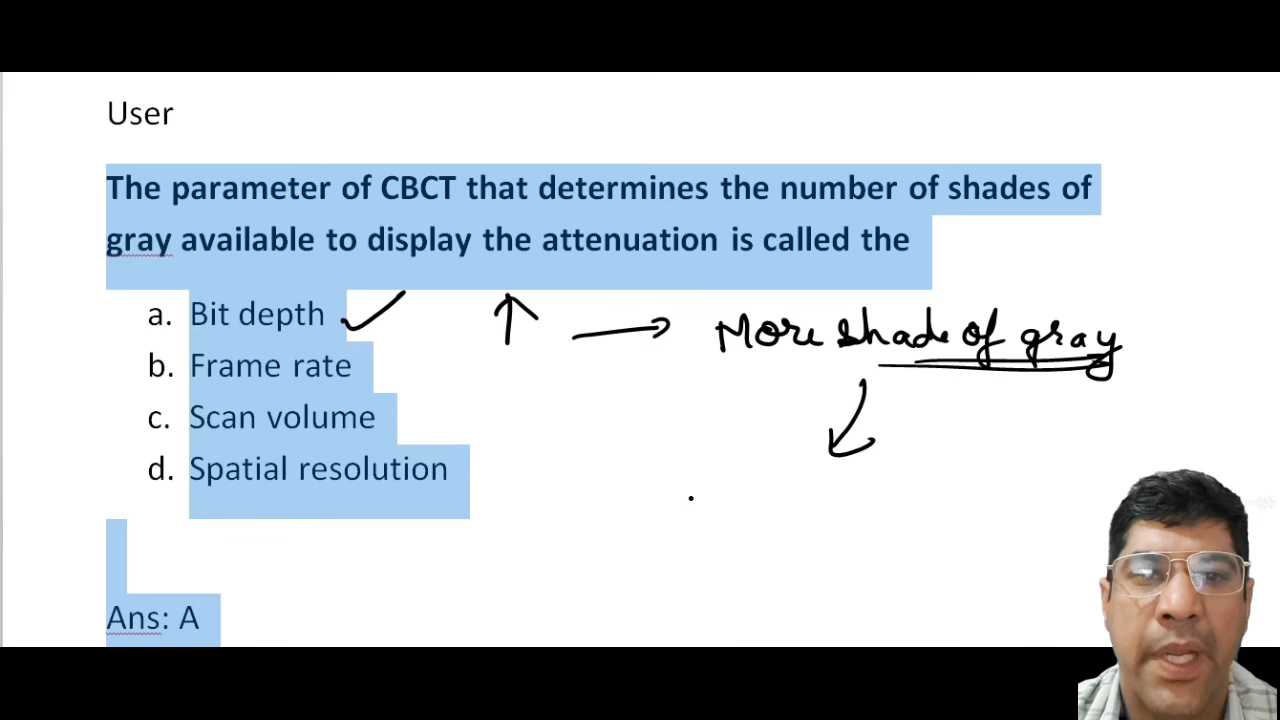 User
The parameter of CBCT that determines the number of shades of
gray available to display the attenuation is called the
a. Bit depth
More shade of gray
b. Frame rate
c. Scan volume
d. Spatial resolution
Ans: A